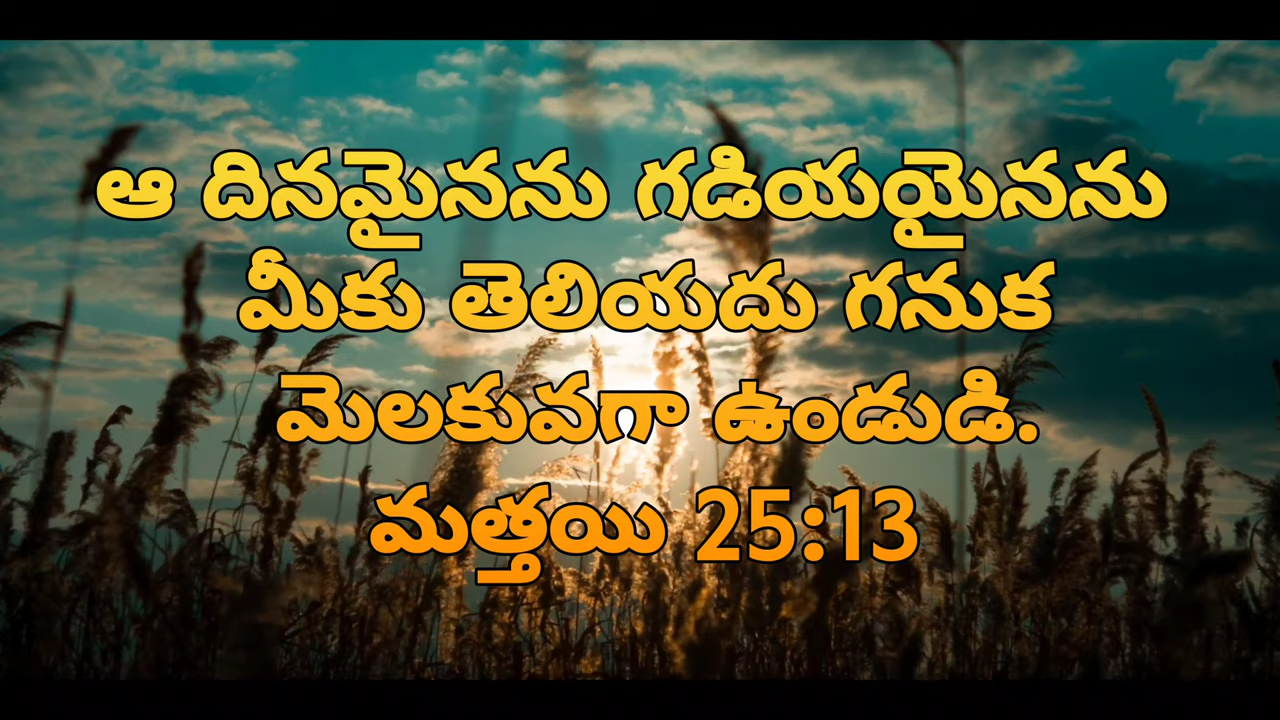 ఆ దినమైనను గడియయైనను
మీకు తెలియదు గనుక
మెలకువగా ఉండుడి.
మత్తయి 25:13